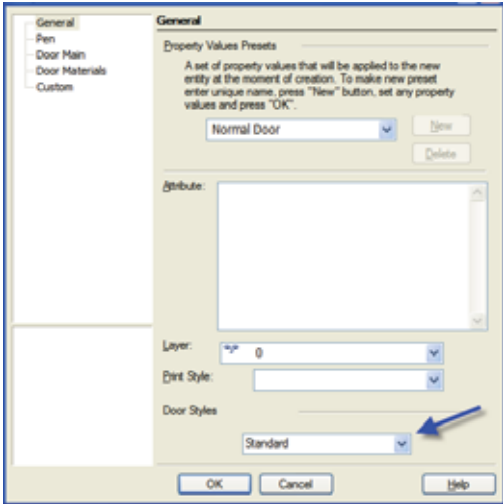 General
Pen
Door Main
Door Materials
Custom
General
Property Values Presets
A set of property values that will be applied to the new
entity at the moment of creation. To make new preset
enter unique name, press "New" button, set any property
values and press "OK".
Normal Door
New
Delete
Attribute:
Layer:
0
Print Style:
Door Styles
Standard
OK
Cancel
Help